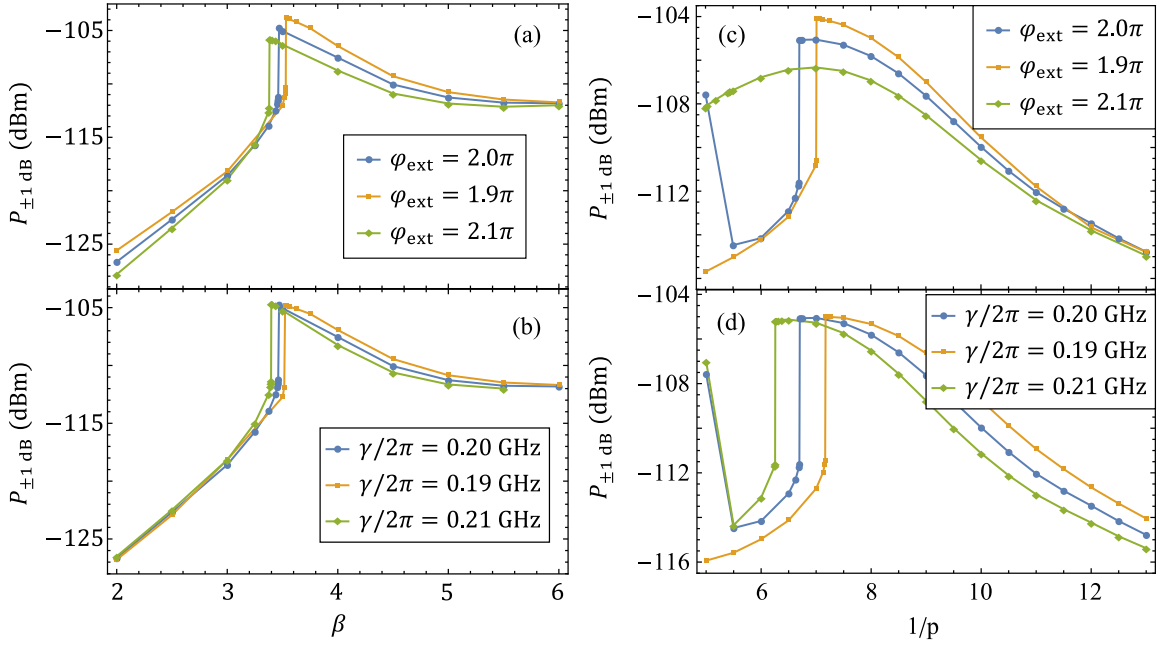 (a)
P±1 dB (dBm)
−105
−115
−125
φext = 2.0π
φext = 1.9π
φext = 2.1π
(b)
P±1 dB (dBm)
−105
−115
−125
γ/2π = 0.20 GHz
γ/2π = 0.19 GHz
γ/2π = 0.21 GHz
2 3 4 5 6
β
(c)
P±1 dB (dBm)
−104
−108
−112
−116
φext = 2.0π
φext = 1.9π
φext = 2.1π
(d)
P±1 dB (dBm)
−104
−108
−112
−116
γ/2π = 0.20 GHz
γ/2π = 0.19 GHz
γ/2π = 0.21 GHz
6 8 10 12
1/p